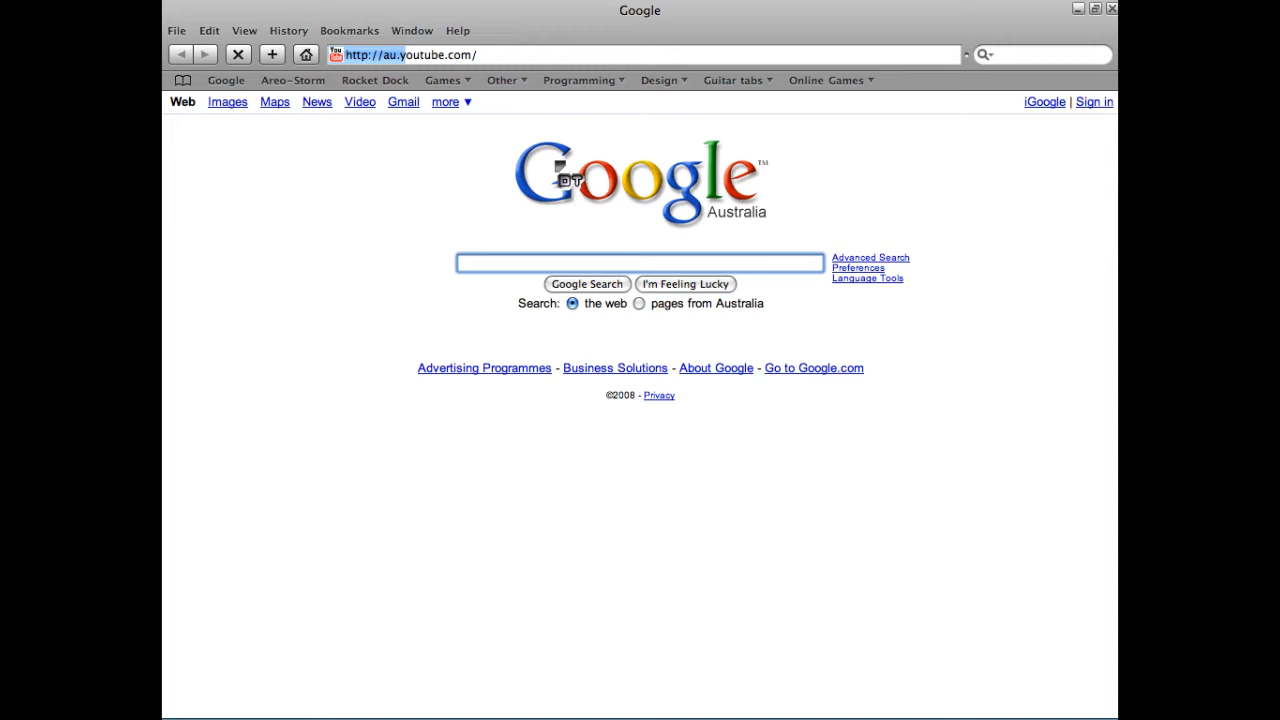 Google
File Edit View History Bookmarks Window Help
You Tube http://au.youtube.com/
Google Areo-Storm Rocket Dock Games Other Programming Design Guitar tabs Online Games
Web Images Maps News Video Gmail more ▼ iGoogle | Sign in
Google™
Australia
Advanced Search
Preferences
Language Tools
Google Search I'm Feeling Lucky
Search: the web pages from Australia
Advertising Programmes - Business Solutions - About Google - Go to Google.com
©2008 - Privacy